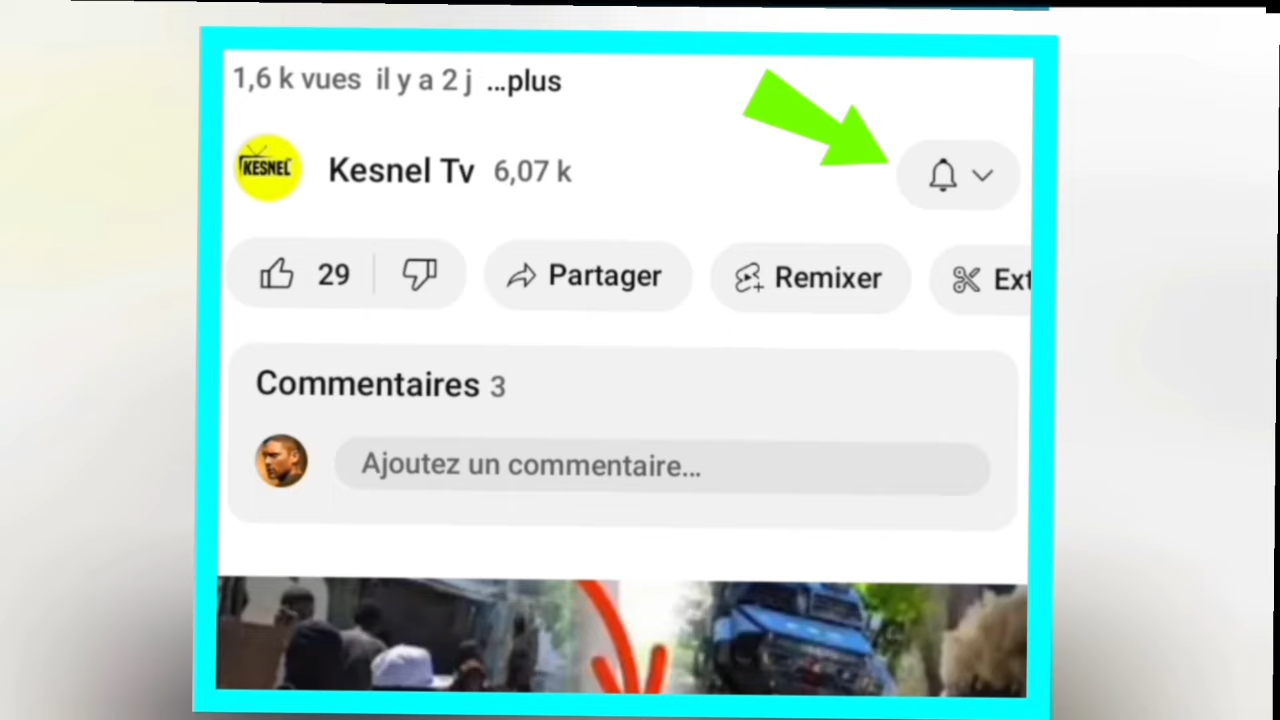 1,6 k vues il y a 2 j ...plus
KESNEL
Kesnel Tv 6,07 k
29
Partager
Remixer
Ext
Commentaires 3
Ajoutez un commentaire...